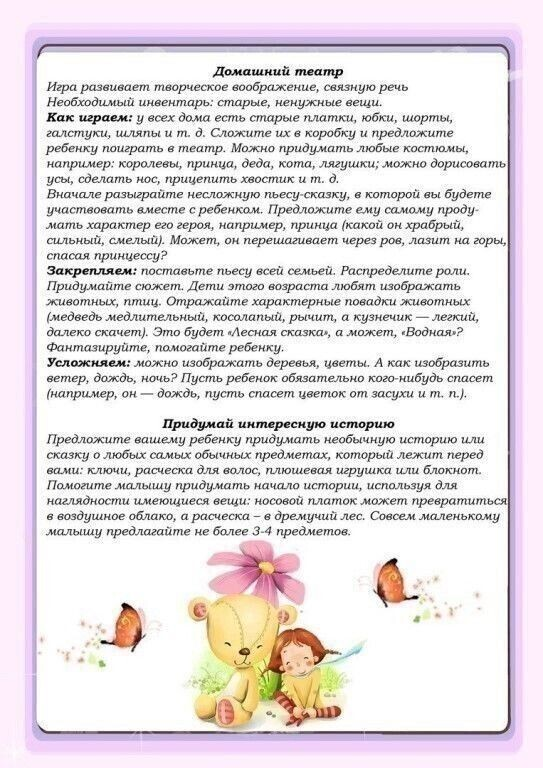 Домашний театр
Игра развивает творческое воображение, связную речь
Необходимый инвентарь: старые, ненужные вещи.
Как играем: у всех дома есть старые платки, юбки, шорты,
галстуки, шляпы и т. д. Сложите их в коробку и предложите
ребенку поиграть в театр. Можно придумать любые костюмы,
например: королевы, принца, деда, кота, лягушки; можно дорисовать
усы, сделать нос, прицепить хвостик и т. д.
Вначале разыграйте несложную пьесу-сказку, в которой вы будете
участвовать вместе с ребенком. Предложите ему самому проду-
мать характер его героя, например, принца (какой он храбрый,
сильный, смелый). Может, он перешагивает через ров, лазит на горы,
спасая принцессу?
Закрепляем: поставьте пьесу всей семьей. Распределите роли.
Придумайте сюжет. Дети этого возраста любят изображать
животных, птиц. Отражайте характерные повадки животных
(медведь медлительный, косолапый, рычит, а кузнечик — легкий,
далеко скачет). Это будет «Лесная сказка», а может, «Водная»?
Фантазируйте, помогайте ребенку.
Усложняем: можно изображать деревья, цветы. А как изобразить
ветер, дождь, ночь? Пусть ребенок обязательно кого-нибудь спасет
(например, он — дождь, пусть спасет цветок от засухи и т. п.).
Придумай интересную историю
Предложите вашему ребенку придумать необычную историю или
сказку о любых самых обычных предметах, который лежит перед
вами: ключи, расческа для волос, плюшевая игрушка или блокнот.
Помогите малышу придумать начало истории, используя для
наглядности имеющиеся вещи: носовой платок может превратиться
в воздушное облако, а расческа – в дремучий лес. Совсем маленькому
малышу предлагайте не более 3-4 предметов.